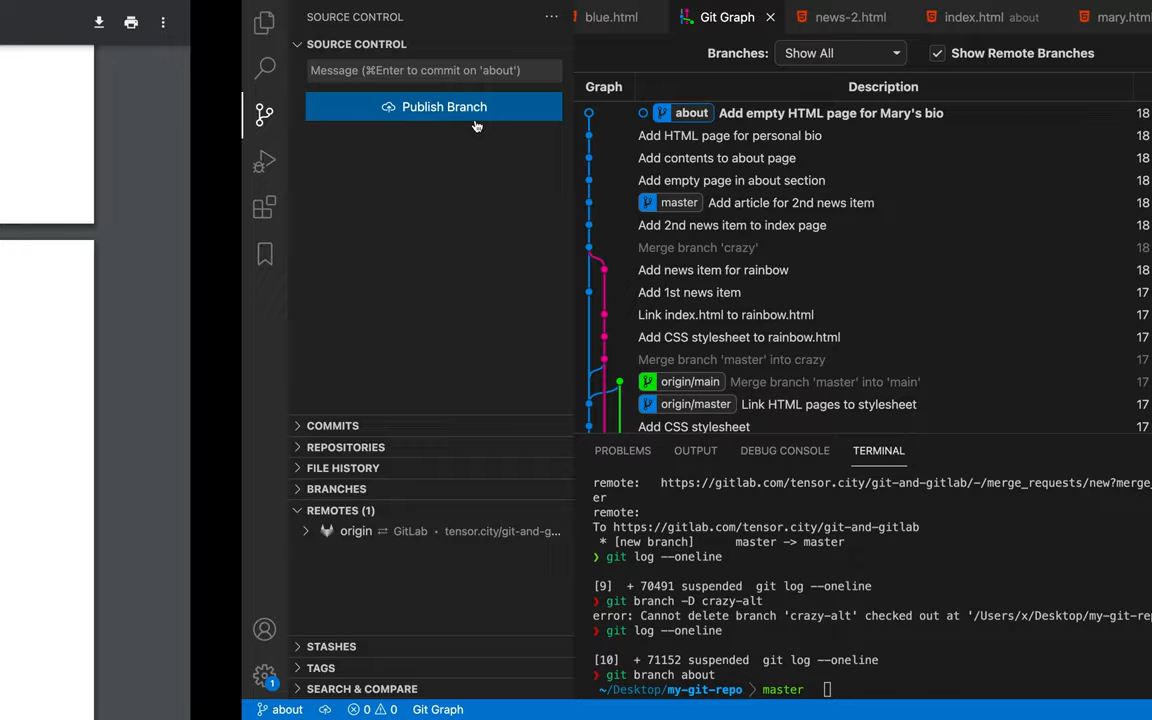 SOURCE CONTROL
SOURCE CONTROL
Message (⌘Enter to commit on 'about')
Publish Branch
COMMITS
REPOSITORIES
FILE HISTORY
BRANCHES
REMOTES (1)
origin ⇄ GitLab • tensor.city/git-and-g...
STASHES
TAGS
SEARCH & COMPARE
1
blue.html Git Graph news-2.html index.html about mary.htm
Branches: Show All Show Remote Branches
Graph Description
about Add empty HTML page for Mary's bio 18
Add HTML page for personal bio 18
Add contents to about page 18
Add empty page in about section 18
master Add article for 2nd news item 18
Add 2nd news item to index page 18
Merge branch 'crazy' 18
Add news item for rainbow 18
Add 1st news item 17
Link index.html to rainbow.html 17
Add CSS stylesheet to rainbow.html 17
Merge branch 'master' into crazy 17
origin/main Merge branch 'master' into 'main' 17
origin/master Link HTML pages to stylesheet 17
Add CSS stylesheet 17
PROBLEMS OUTPUT DEBUG CONSOLE TERMINAL
remote: https://gitlab.com/tensor.city/git-and-gitlab/-/merge_requests/new?merge_
er
remote:
To https://gitlab.com/tensor.city/git-and-gitlab
* [new branch] master -> master
❯ git log --oneline
[9] + 70491 suspended git log --oneline
❯ git branch -D crazy-alt
error: Cannot delete branch 'crazy-alt' checked out at '/Users/x/Desktop/my-git-rep
❯ git log --oneline
[10] + 71152 suspended git log --oneline
❯ git branch about
~/Desktop/my-git-repo master
about 0 0 Git Graph